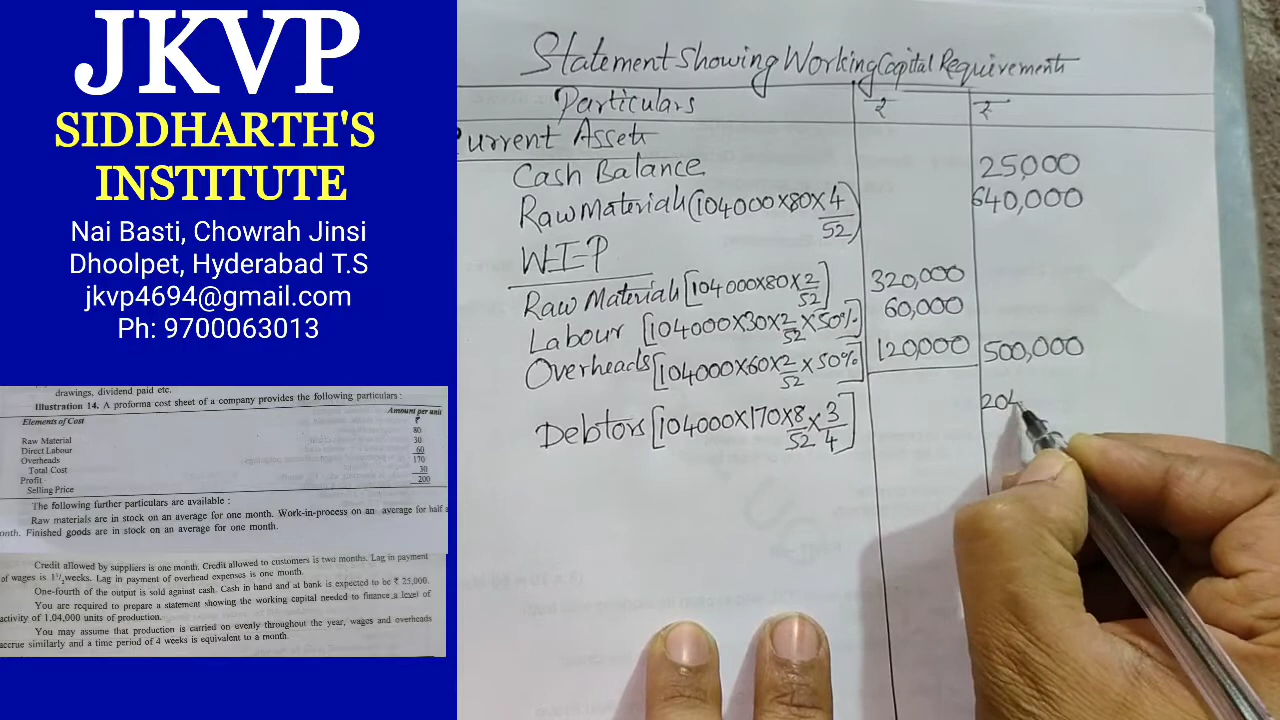 JKVP
SIDDHARTH'S
INSTITUTE
Nai Basti, Chowrah Jinsi
Dhoolpet, Hyderabad T.S
jkvp4694@gmail.com
Ph: 9700063013
drawings, dividend paid etc.
Illustration 14. A proforma cost sheet of a company provides the following particulars :
Elements of Cost Amount per unit
₹
Raw Material 80
Direct Labour 30
Overheads 60
Total Cost 170
Profit 30
Selling Price 200
The following further particulars are available :
Raw materials are in stock on an average for one month. Work-in-process on an average for half a
onth. Finished goods are in stock on an average for one month.
Credit allowed by suppliers is one month. Credit allowed to customers is two months. Lag in payment
of wages is 1½ weeks. Lag in payment of overhead expenses is one month.
One-fourth of the output is sold against cash. Cash in hand and at bank is expected to be ₹ 25,000.
You are required to prepare a statement showing the working capital needed to finance a level of
activity of 1,04,000 units of production.
You may assume that production is carried on evenly throughout the year, wages and overheads
accrue similarly and a time period of 4 weeks is equivalent to a month.
Statement Showing Working Capital Requirements
Particulars ₹ ₹
Current Assets
Cash Balance 25,000
Raw Materials (104000×80×4/52) 640,000
W-I-P
Raw Materials [104000×80×2/52] 320,000
Labour [104000×30×2/52×50%] 60,000
Overheads [104000×60×2/52×50%] 120,000 500,000
Debtors [104000×170×8/52×3/4] 204